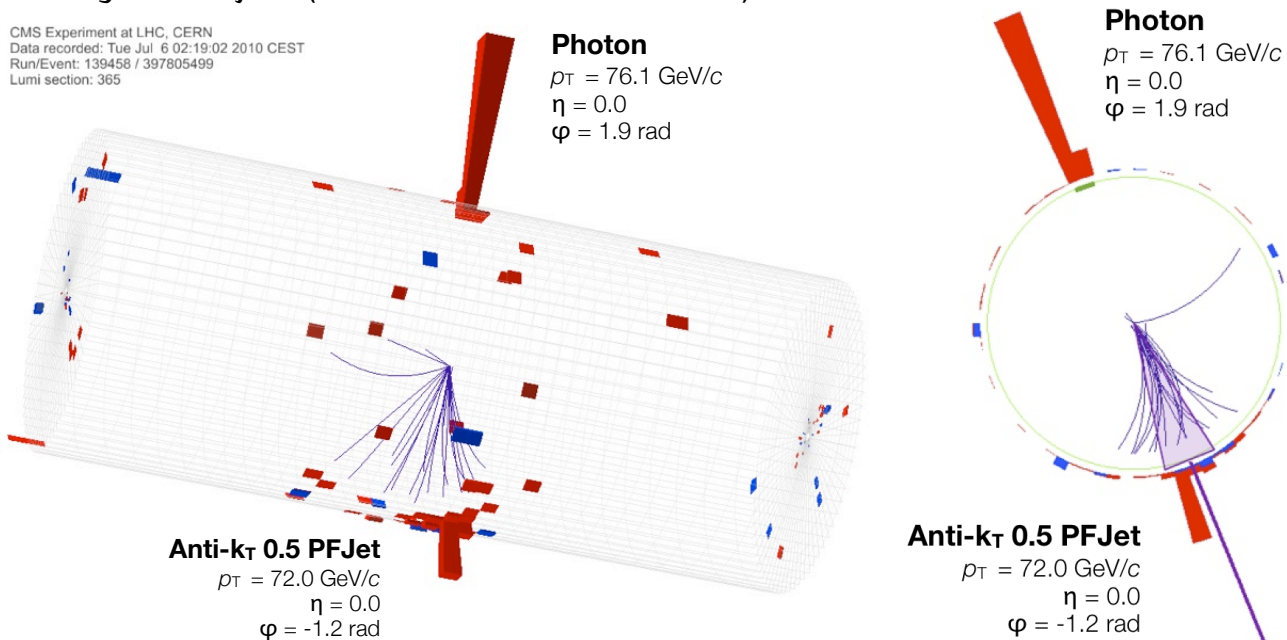 CMS Experiment at LHC, CERN
Data recorded: Tue Jul 6 02:19:02 2010 CEST
Run/Event: 139458 / 397805499
Lumi section: 365
Photon
pT = 76.1 GeV/c
η = 0.0
φ = 1.9 rad
Anti-kT 0.5 PFJet
pT = 72.0 GeV/c
η = 0.0
φ = -1.2 rad
Photon
pT = 76.1 GeV/c
η = 0.0
φ = 1.9 rad
Anti-kT 0.5 PFJet
pT = 72.0 GeV/c
η = 0.0
φ = -1.2 rad